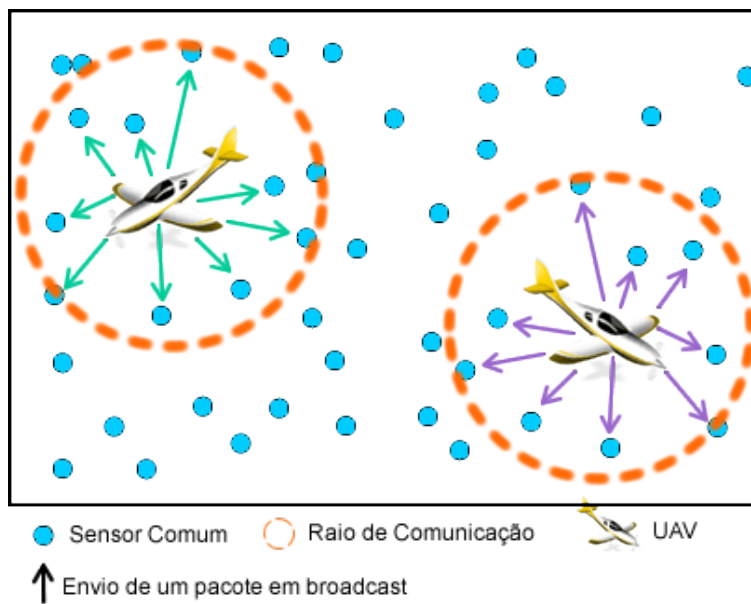 Sensor Comum
Raio de Comunicação
UAV
Envio de um pacote em broadcast